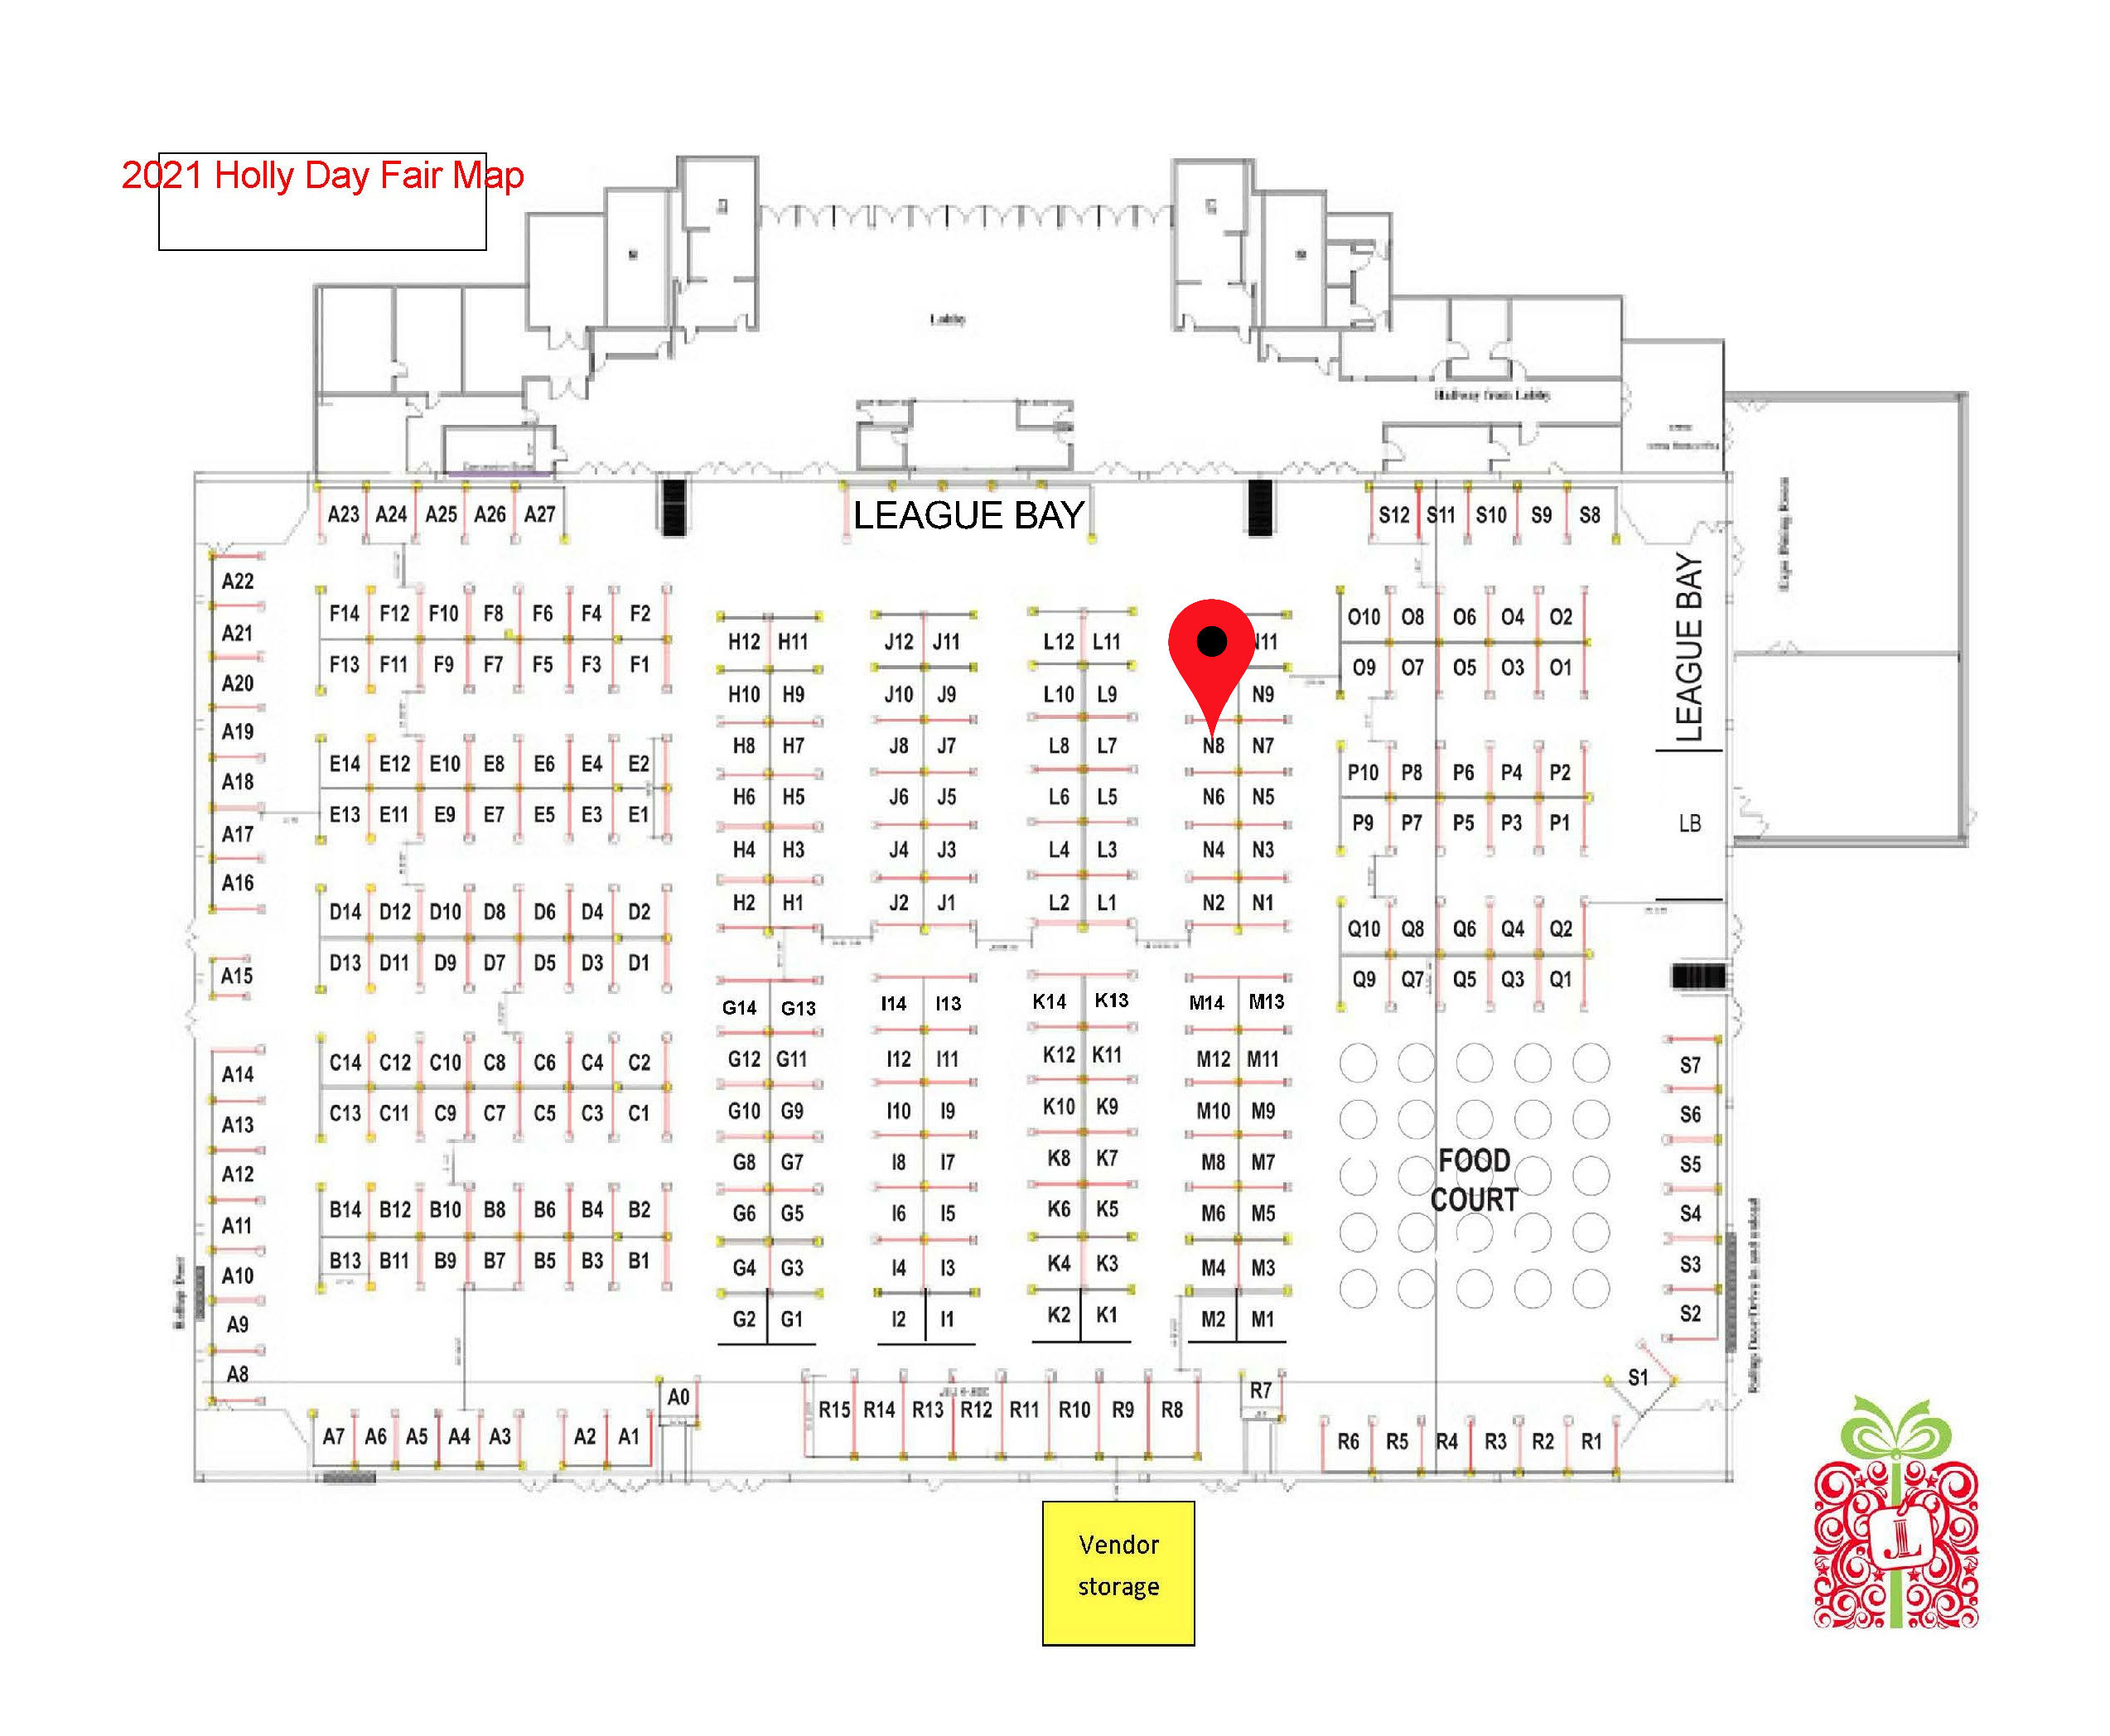 2021 Holly Day Fair Map
Lobby
Hallway from Lobby
LEAGUE BAY
A23 A24 A25 A26 A27
S12 S11 S10 S9 S8
LEAGUE BAY
LB
A22
A21
A20
A19
A18
A17
A16
A15
A14
A13
A12
A11
A10
A9
A8
F14 F12 F10 F8 F6 F4 F2
F13 F11 F9 F7 F5 F3 F1
E14 E12 E10 E8 E6 E4 E2
E13 E11 E9 E7 E5 E3 E1
D14 D12 D10 D8 D6 D4 D2
D13 D11 D9 D7 D5 D3 D1
C14 C12 C10 C8 C6 C4 C2
C13 C11 C9 C7 C5 C3 C1
B14 B12 B10 B8 B6 B4 B2
B13 B11 B9 B7 B5 B3 B1
H12 H11
H10 H9
H8 H7
H6 H5
H4 H3
H2 H1
G14 G13
G12 G11
G10 G9
G8 G7
G6 G5
G4 G3
G2 G1
J12 J11
J10 J9
J8 J7
J6 J5
J4 J3
J2 J1
I14 I13
I12 I11
I10 I9
I8 I7
I6 I5
I4 I3
I2 I1
L12 L11
L10 L9
L8 L7
L6 L5
L4 L3
L2 L1
K14 K13
K12 K11
K10 K9
K8 K7
K6 K5
K4 K3
K2 K1
N11
N9
N8 N7
N6 N5
N4 N3
N2 N1
M14 M13
M12 M11
M10 M9
M8 M7
M6 M5
M4 M3
M2 M1
O10 O8 O6 O4 O2
O9 O7 O5 O3 O1
P10 P8 P6 P4 P2
P9 P7 P5 P3 P1
Q10 Q8 Q6 Q4 Q2
Q9 Q7 Q5 Q3 Q1
FOOD
COURT
S7
S6
S5
S4
S3
S2
S1
A7 A6 A5 A4 A3 A2 A1
A0
R15 R14 R13 R12 R11 R10 R9 R8
R7
R6 R5 R4 R3 R2 R1
Vendor
storage
JL